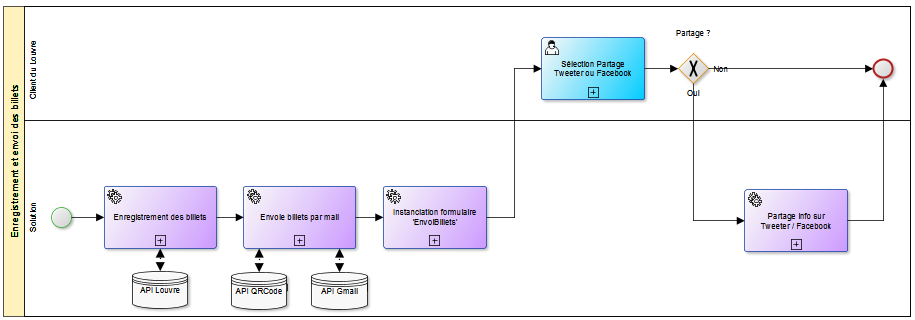 Enregistrement et envoi des billets
Client du Louvre
Partage ?
Sélection Partage
Tweeter ou Facebook
Non
Oui
Solution
Enregistrement des billets
Envoie billets par mail
Instanciation formulaire
'EnvoiBillets'
Partage info sur
Tweeter / Facebook
API Louvre
API QRCode
API Gmail